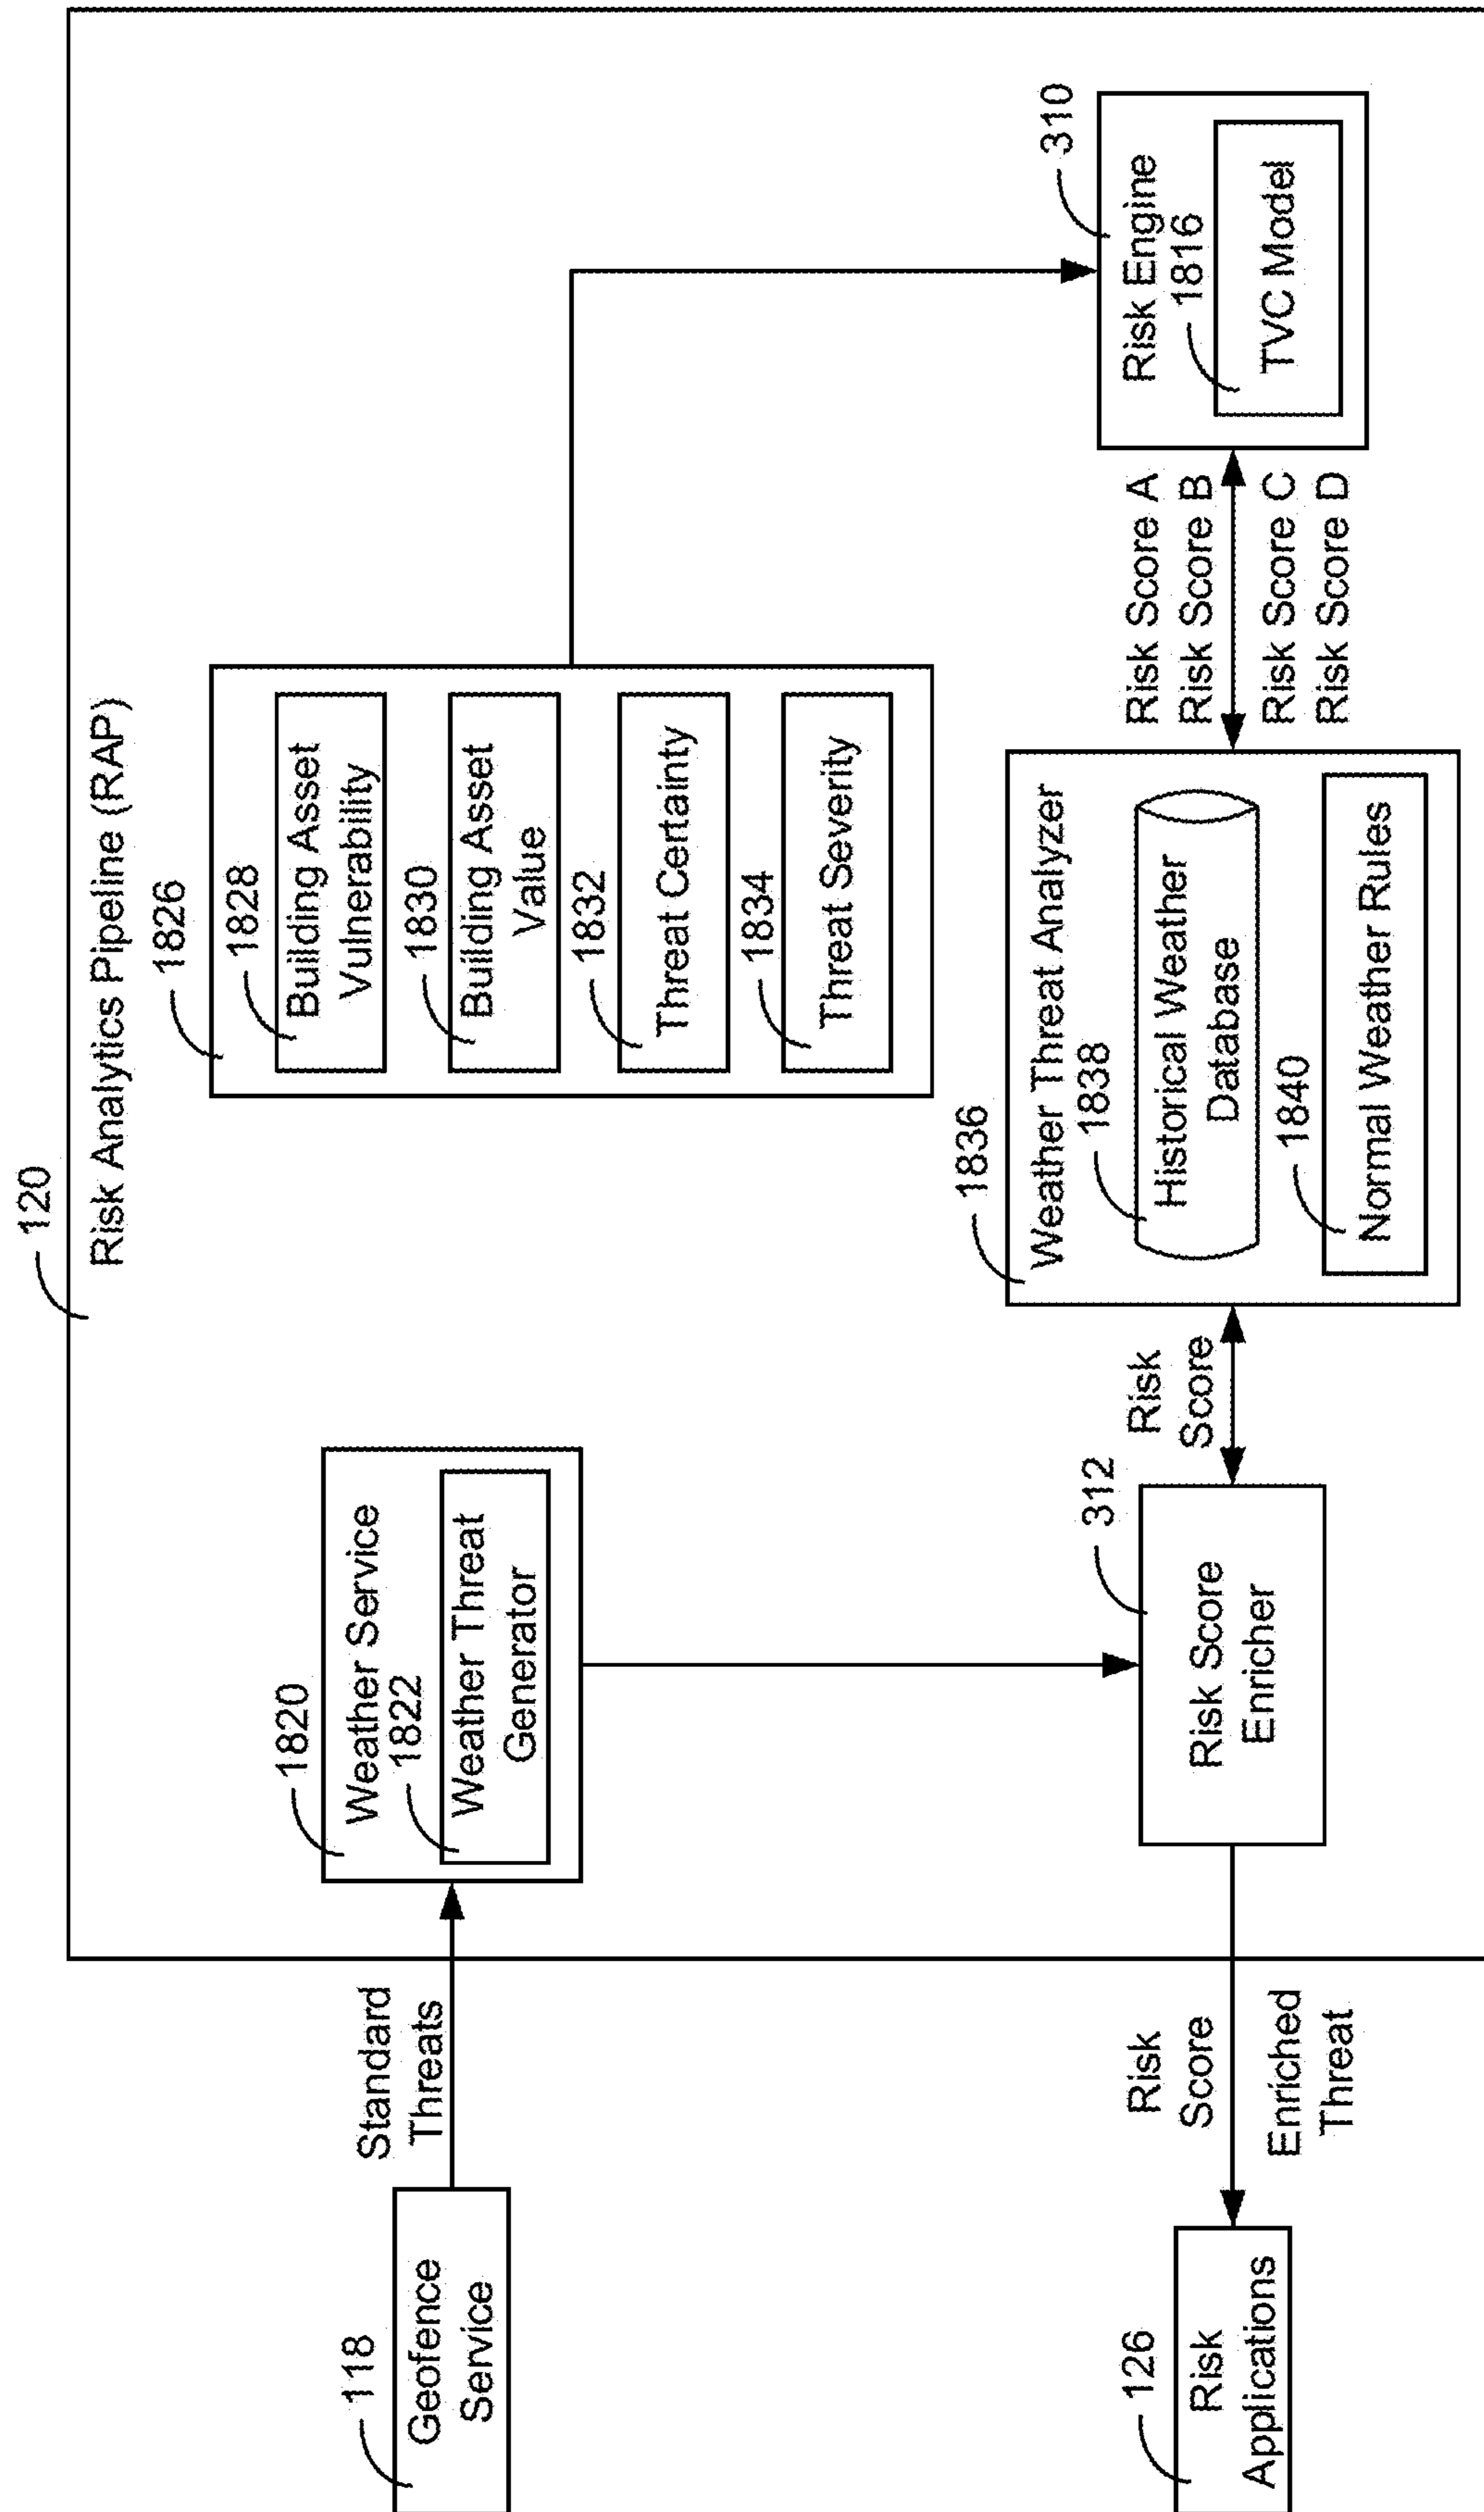 120
Risk Analytics Pipeline (RAP)
118
Geofence
Service
Standard
Threats
1820
Weather Service
1822
Weather Threat
Generator
1826
1828
Building Asset
Vulnerability
1830
Building Asset
Value
1832
Threat Certainty
1834
Threat Severity
126
Risk
Applications
Risk
Score
Enriched
Threat
312
Risk Score
Enricher
Risk
Score
1836
Weather Threat Analyzer
1838
Historical Weather
Database
1840
Normal Weather Rules
Risk Score A
Risk Score B
Risk Score C
Risk Score D
310
Risk Engine
1816
TVC Model